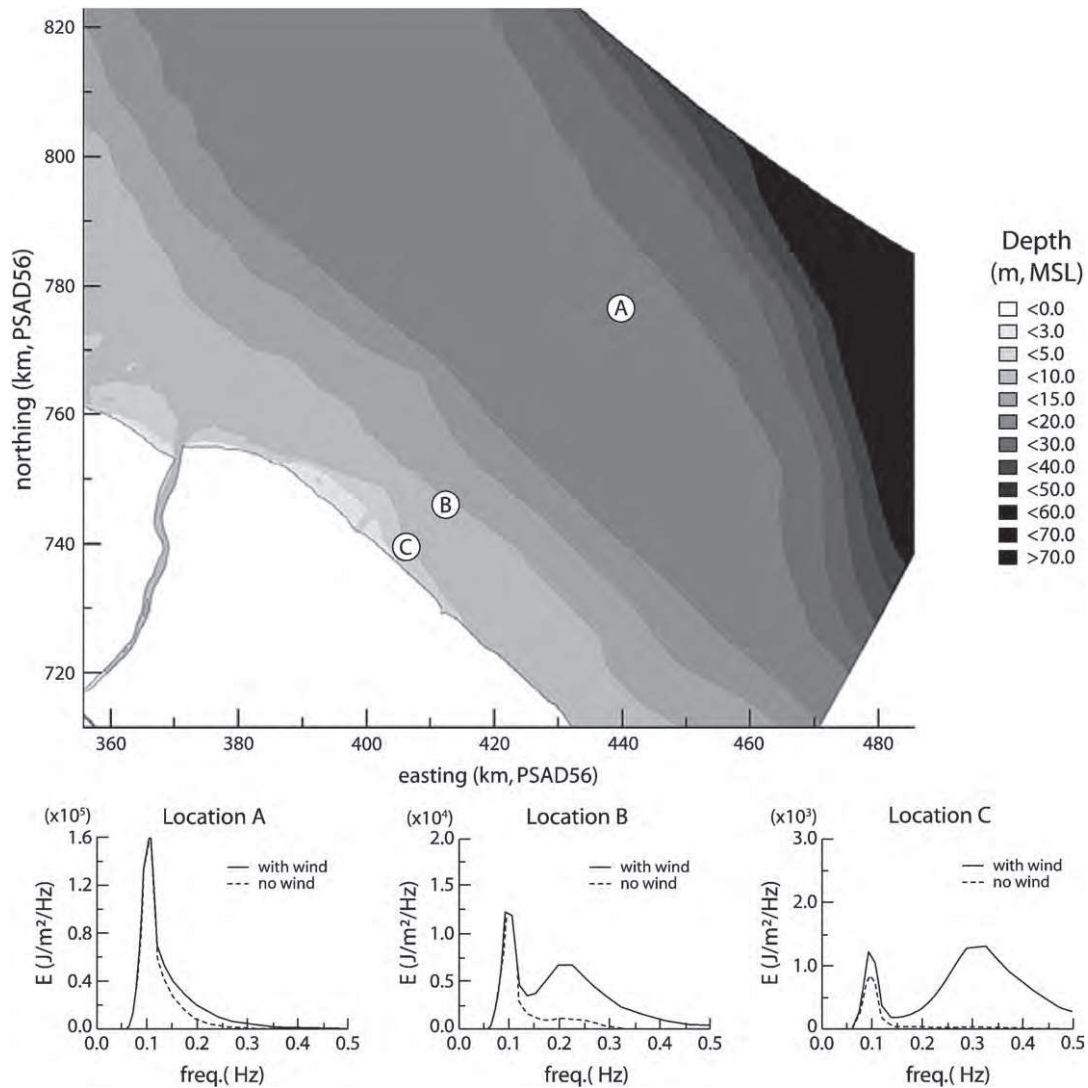 820
800
780
760
740
720
northing (km, PSAD56)
360
380
400
420
440
460
480
easting (km, PSAD56)
A
B
C
Depth
(m, MSL)
<0.0
<3.0
<5.0
<10.0
<15.0
<20.0
<30.0
<40.0
<50.0
<60.0
<70.0
>70.0
(x10⁵)
Location A
1.6
1.2
0.8
0.4
0.0
E (J/m²/Hz)
with wind
no wind
0.0
0.1
0.2
0.3
0.4
0.5
freq.( Hz)
(x10⁴)
Location B
2.0
1.5
1.0
0.5
0.0
E (J/m²/Hz)
with wind
no wind
0.0
0.1
0.2
0.3
0.4
0.5
freq.( Hz)
(x10³)
Location C
3.0
2.0
1.0
0.0
E (J/m²/Hz)
with wind
no wind
0.0
0.1
0.2
0.3
0.4
0.5
freq.( Hz)